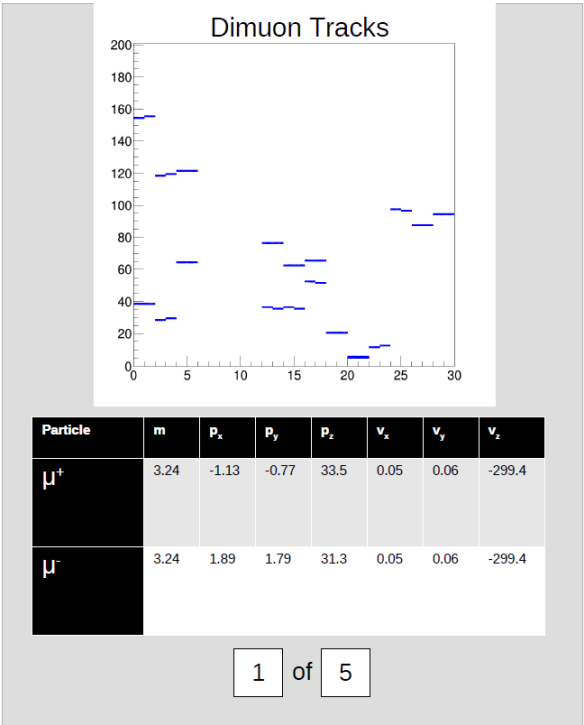 Dimuon Tracks
200
180
160
140
120
100
80
60
40
20
0
0 5 10 15 20 25 30
Particle m px py pz vx vy vz
μ+ 3.24 -1.13 -0.77 33.5 0.05 0.06 -299.4
μ- 3.24 1.89 1.79 31.3 0.05 0.06 -299.4
1 of 5